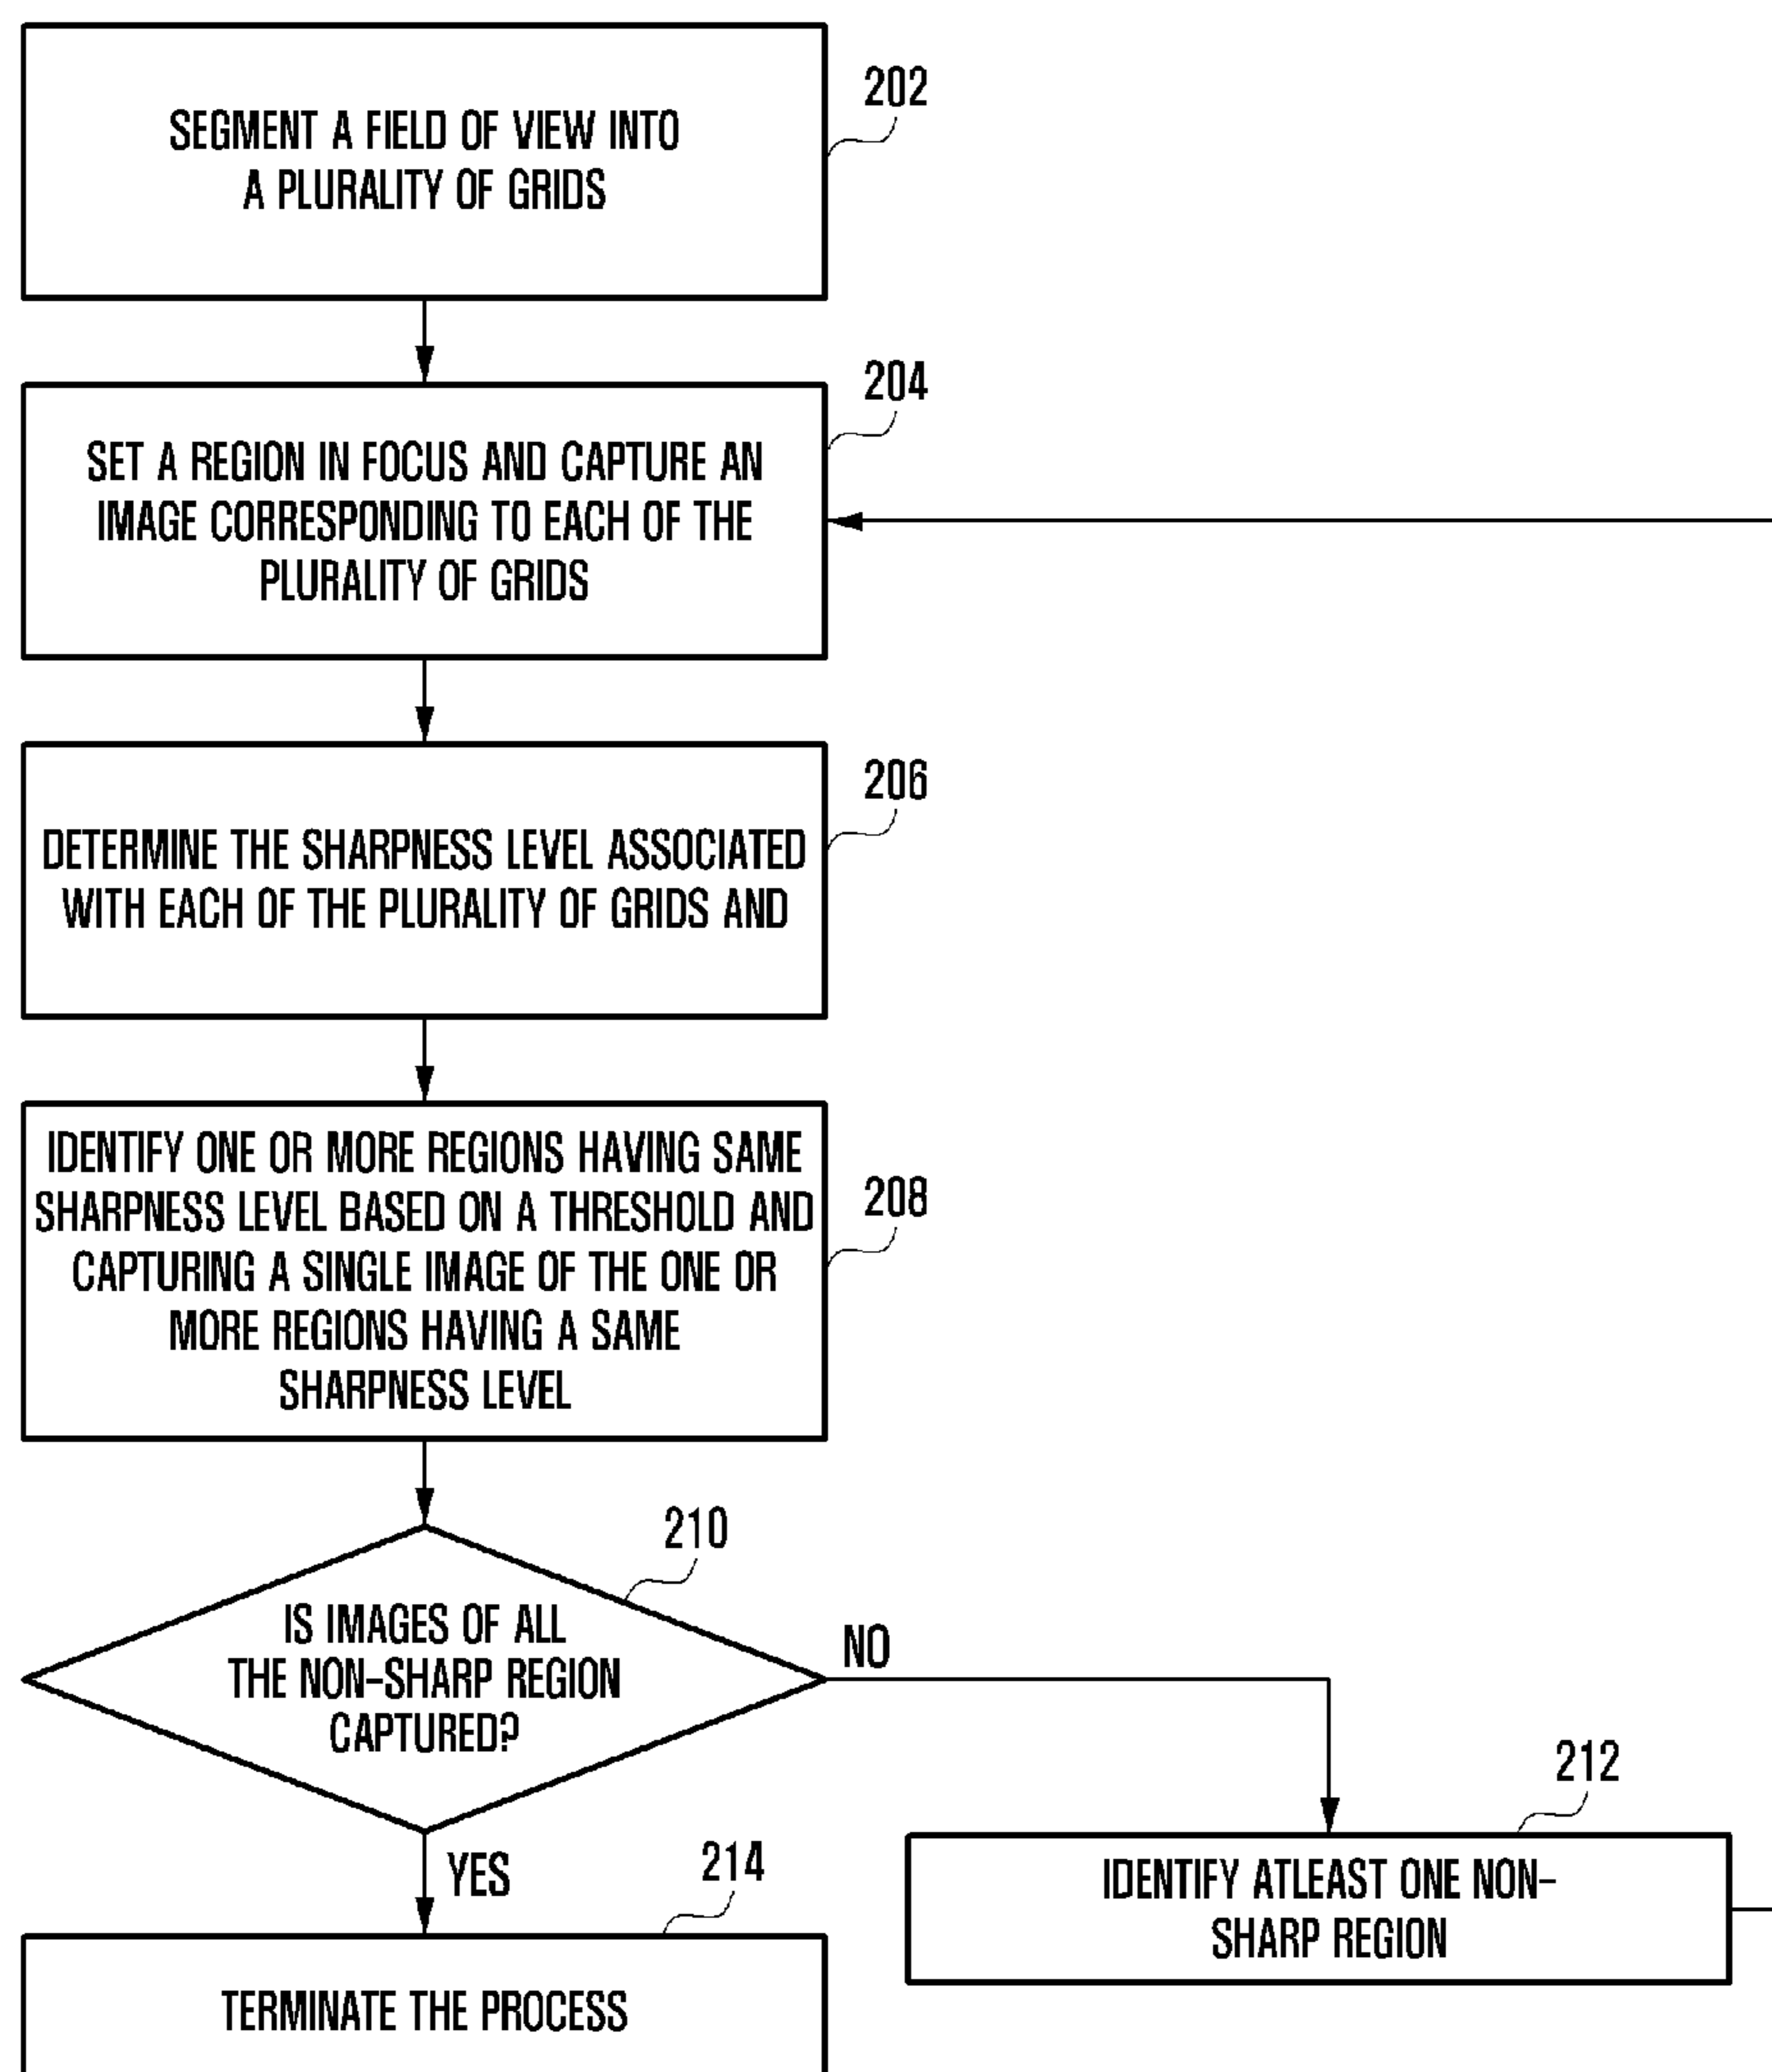 202
SEGMENT A FIELD OF VIEW INTO
A PLURALITY OF GRIDS
204
SET A REGION IN FOCUS AND CAPTURE AN
IMAGE CORRESPONDING TO EACH OF THE
PLURALITY OF GRIDS
206
DETERMINE THE SHARPNESS LEVEL ASSOCIATED
WITH EACH OF THE PLURALITY OF GRIDS AND
208
IDENTIFY ONE OR MORE REGIONS HAVING SAME
SHARPNESS LEVEL BASED ON A THRESHOLD AND
CAPTURING A SINGLE IMAGE OF THE ONE OR
MORE REGIONS HAVING A SAME
SHARPNESS LEVEL
210
IS IMAGES OF ALL
THE NON-SHARP REGION
CAPTURED?
NO
212
IDENTIFY ATLEAST ONE NON-
SHARP REGION
YES
214
TERMINATE THE PROCESS